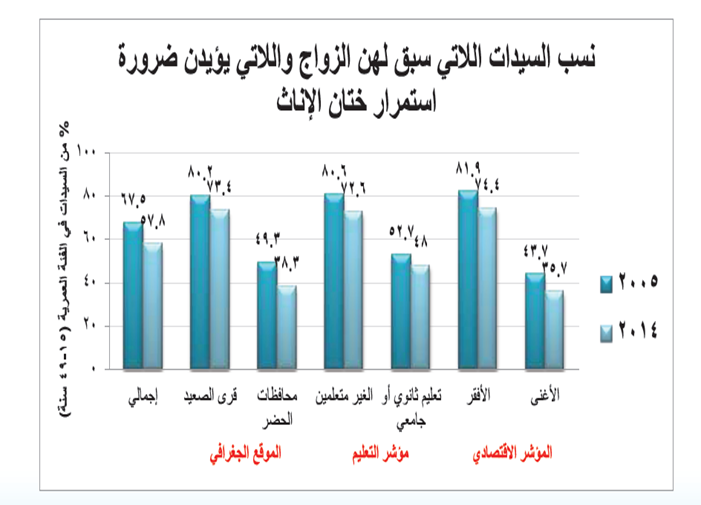 نسب السيدات اللاتي سبق لهن الزواج واللاتي يؤيدن ضرورة
استمرار ختان الإناث
% من السيدات في الفئة العمرية (١٥-٤٩ سنة)
١٠٠
٨٠
٦٠
٤٠
٢٠
٠
٦٧.٥
٥٧.٨
٨٠.٢
٧٣.٤
٤٩.٣
٣٨.٣
٨٠.٦
٧٢.٦
٥٢.٧
٤٨
٨١.٩
٧٤.٤
٤٣.٧
٣٥.٧
٢٠٠٥
٢٠١٤
إجمالي
قرى الصعيد
محافظات
الحضر
الغير متعلمين
تعليم ثانوي أو
جامعي
الأفقر
الأغنى
الموقع الجغرافي
مؤشر التعليم
المؤشر الاقتصادي